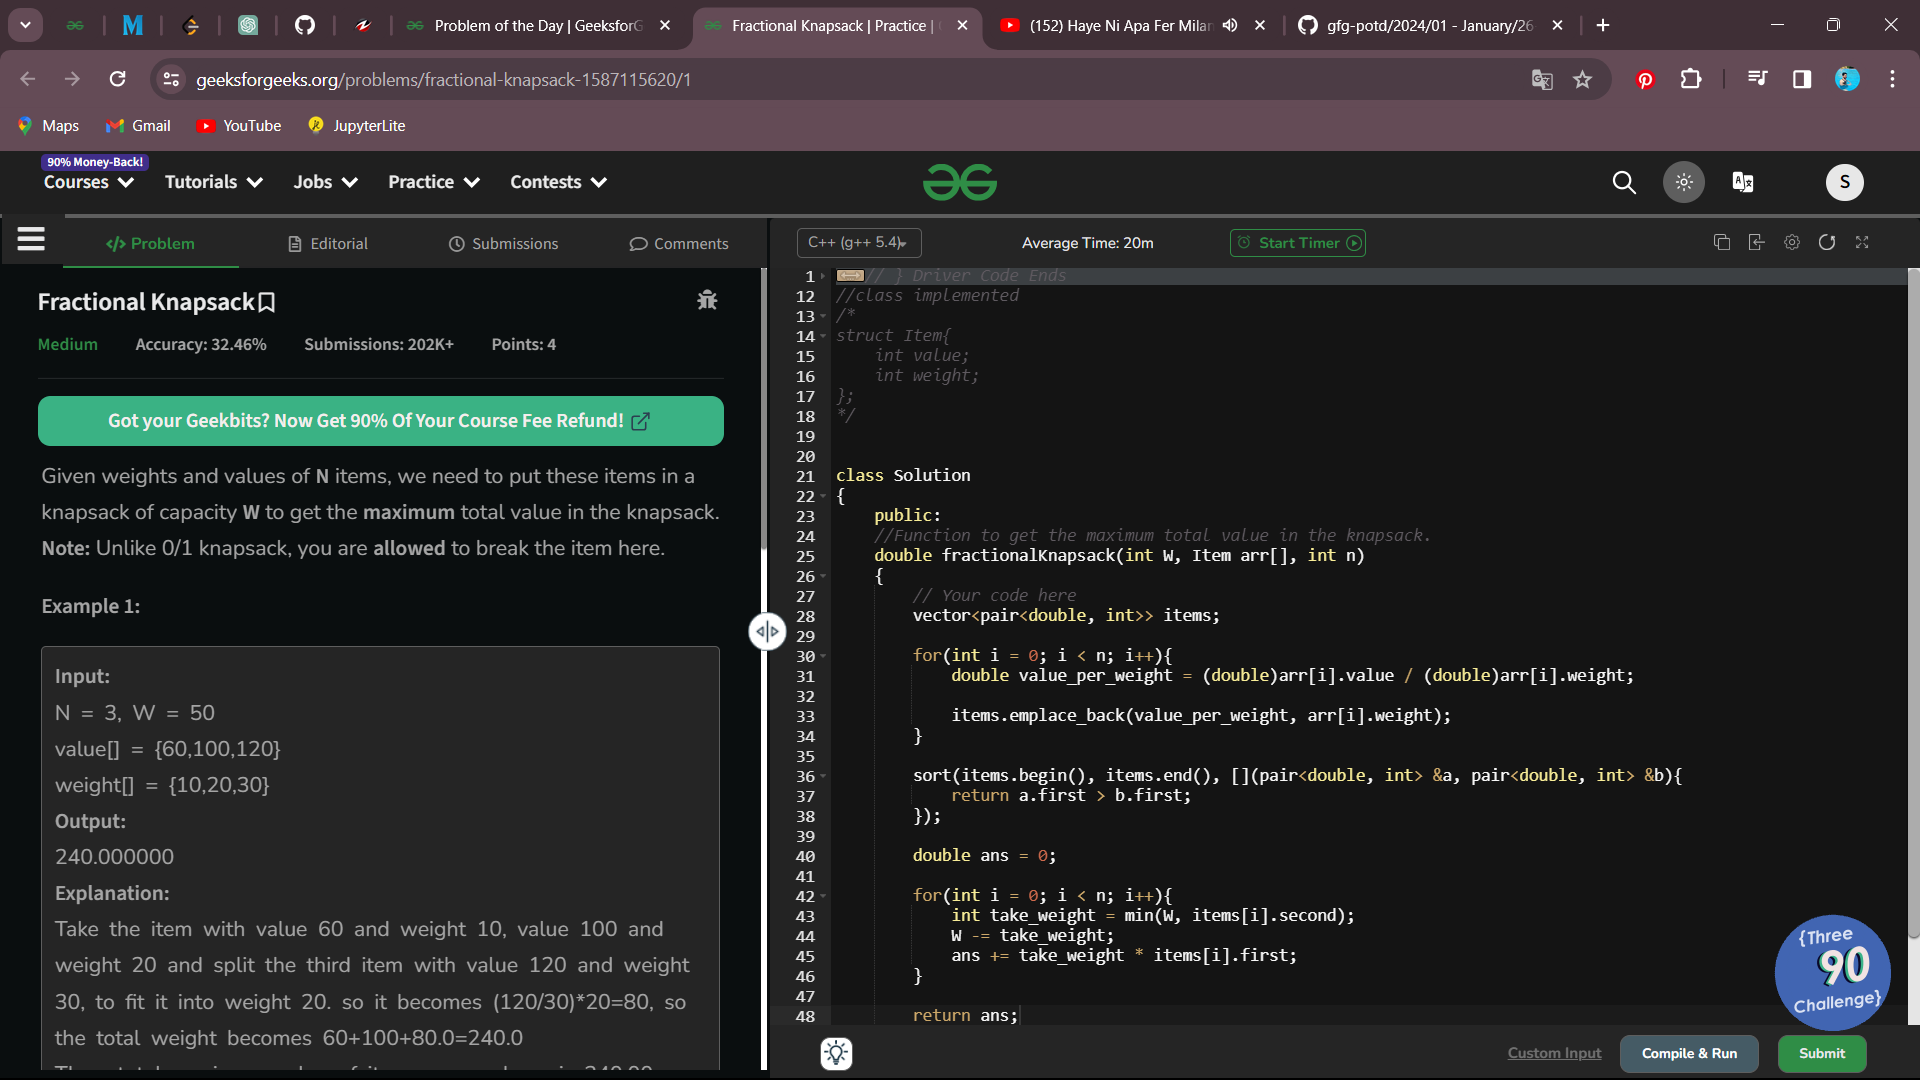 Problem of the Day | GeeksforG
Fractional Knapsack | Practice |
(152) Haye Ni Apa Fer Milan
gfg-potd/2024/01 - January/26
geeksforgeeks.org/problems/fractional-knapsack-1587115620/1
Maps
Gmail
YouTube
JupyterLite
90% Money-Back!
Courses
Tutorials
Jobs
Practice
Contests
S
</> Problem
Editorial
Submissions
Comments
C++ (g++ 5.4)
Average Time: 20m
Start Timer
Fractional Knapsack
Medium
Accuracy: 32.46%
Submissions: 202K+
Points: 4
Got your Geekbits? Now Get 90% Of Your Course Fee Refund!
Given weights and values of N items, we need to put these items in a
knapsack of capacity W to get the maximum total value in the knapsack.
Note: Unlike 0/1 knapsack, you are allowed to break the item here.
Example 1:
Input:
N = 3, W = 50
value[] = {60,100,120}
weight[] = {10,20,30}
Output:
240.000000
Explanation:
Take the item with value 60 and weight 10, value 100 and
weight 20 and split the third item with value 120 and weight
30, to fit it into weight 20. so it becomes (120/30)*20=80, so
the total weight becomes 60+100+80.0=240.0
1 // } Driver Code Ends
12 //class implemented
13 /*
14 struct Item{
15     int value;
16     int weight;
17 };
18 */
19
20
21 class Solution
22 {
23     public:
24     //Function to get the maximum total value in the knapsack.
25     double fractionalKnapsack(int W, Item arr[], int n)
26     {
27         // Your code here
28         vector<pair<double, int>> items;
29
30         for(int i = 0; i < n; i++){
31             double value_per_weight = (double)arr[i].value / (double)arr[i].weight;
32
33             items.emplace_back(value_per_weight, arr[i].weight);
34         }
35
36         sort(items.begin(), items.end(), [](pair<double, int> &a, pair<double, int> &b){
37             return a.first > b.first;
38         });
39
40         double ans = 0;
41
42         for(int i = 0; i < n; i++){
43             int take_weight = min(W, items[i].second);
44             W -= take_weight;
45             ans += take_weight * items[i].first;
46         }
47
48         return ans;
{Three
90
Challenge}
Custom Input
Compile & Run
Submit